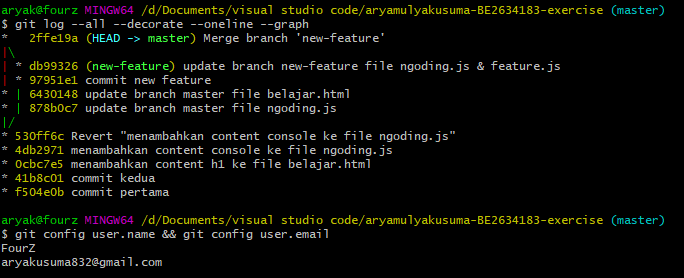 aryak@fourz MINGW64 /d/Documents/visual studio code/aryamulyakusuma-BE2634183-exercise (master)
$ git log --all --decorate --oneline --graph
*   2ffe19a (HEAD -> master) Merge branch 'new-feature'
|\
| * db99326 (new-feature) update branch new-feature file ngoding.js & feature.js
| * 97951e1 commit new feature
* | 6430148 update branch master file belajar.html
* | 878b0c7 update branch master file ngoding.js
|/
* 530ff6c Revert "menambahkan content console ke file ngoding.js"
* 4db2971 menambahkan content console ke file ngoding.js
* 0cbc7e5 menambahkan content h1 ke file belajar.html
* 41b8c01 commit kedua
* f504e0b commit pertama
aryak@fourz MINGW64 /d/Documents/visual studio code/aryamulyakusuma-BE2634183-exercise (master)
$ git config user.name && git config user.email
FourZ
aryakusuma832@gmail.com